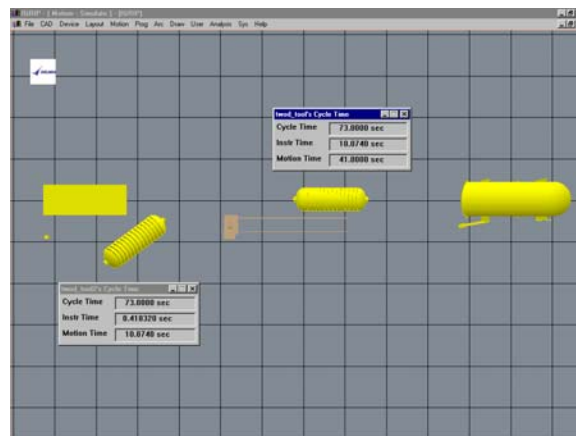 File CAD Device Layout Motion Prog Arc Draw User Analysis Sys Help
twod_tool's Cycle Time
Cycle Time 73.0000 sec
Instr Time 10.0740 sec
Motion Time 41.0000 sec
Cycle Time
Cycle Time 73.0000 sec
Instr Time 0.410320 sec
Motion Time 10.0740 sec